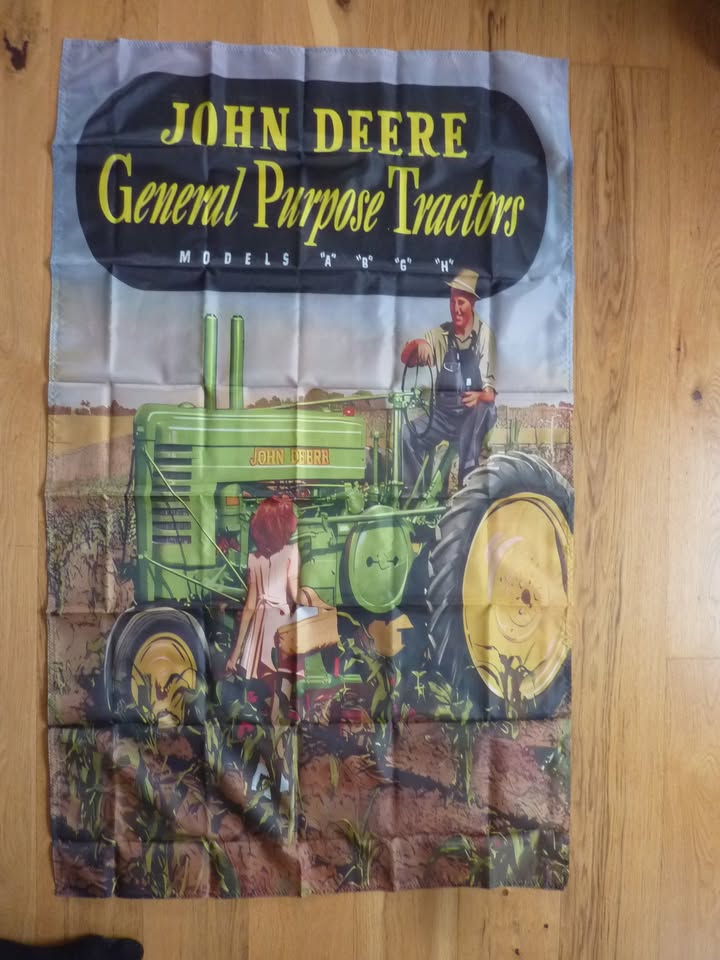 JOHN DEERE
General Purpose Tractors
MODELS "A" "B" "G" "H"
JOHN DEERE